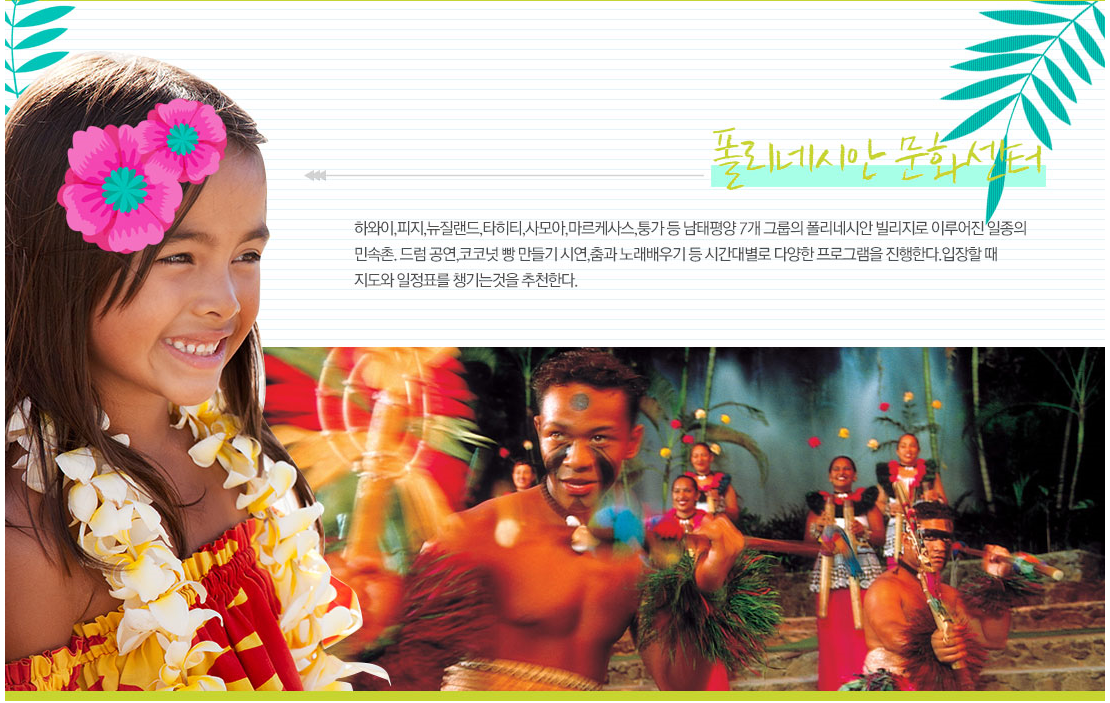 폴리네시안 문화센터
하와이,피지,뉴질랜드,타히티,사모아,마르케사스,통가 등 남태평양 7개 그룹의 폴리네시안 빌리지로 이루어진 일종의
민속촌. 드럼 공연,코코넛 빵 만들기 시연,춤과 노래배우기 등 시간대별로 다양한 프로그램을 진행한다.입장할 때
지도와 일정표를 챙기는것을 추천한다.